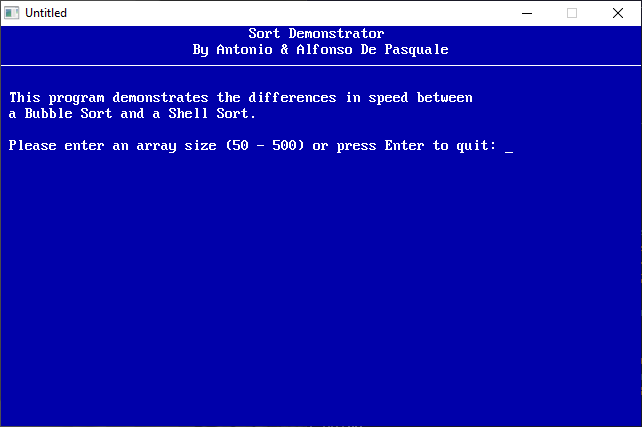 Untitled
Sort Demonstrator
By Antonio & Alfonso De Pasquale
This program demonstrates the differences in speed between
a Bubble Sort and a Shell Sort.
Please enter an array size (50 - 500) or press Enter to quit: _